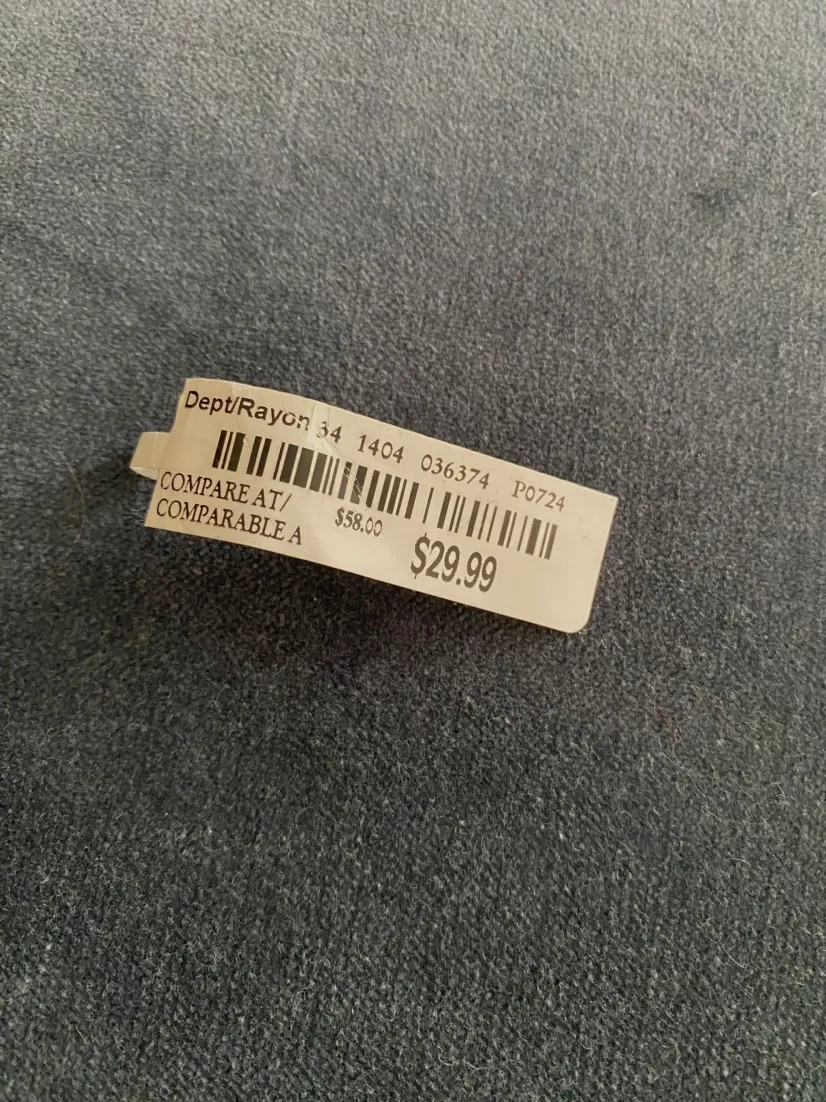 Dept/Rayon 34 1404 036374 P0724
COMPARE AT/
COMPARABLE A
$58.00
$29.99